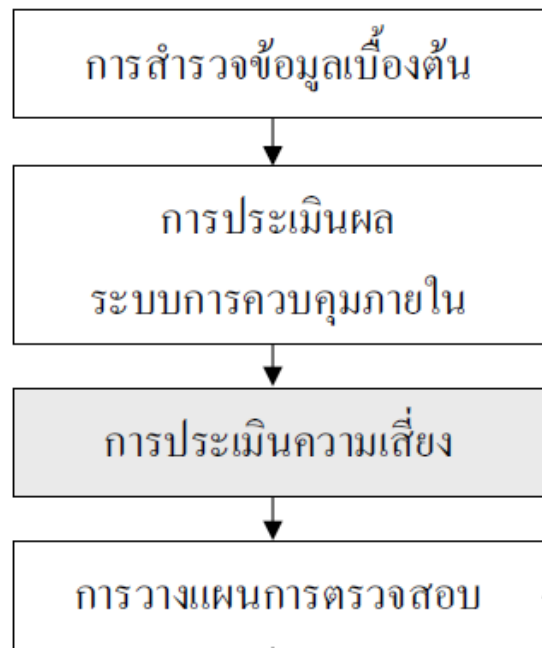 การสำรวจข้อมูลเบื้องต้น
การประเมินผล
ระบบการควบคุมภายใน
การประเมินความเสี่ยง
การวางแผนการตรวจสอบ